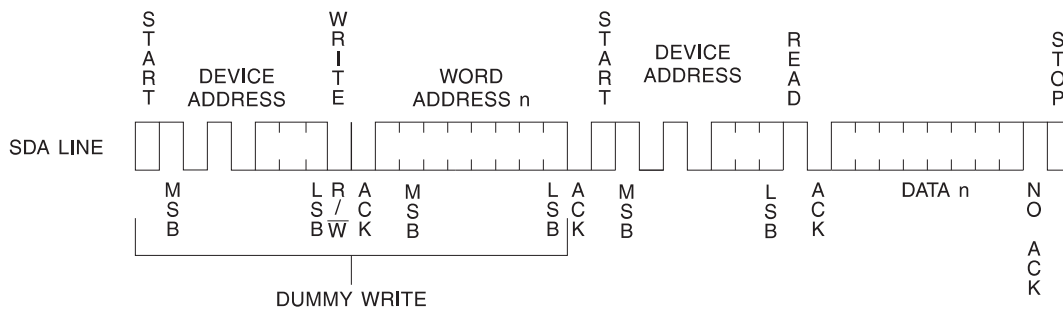 START
WRITE
START
READ
STOP
DEVICE
ADDRESS
WORD
ADDRESS n
DEVICE
ADDRESS
SDA LINE
MSB
LSB
R/W
ACK
MSB
LSB
ACK
MSB
LSB
ACK
DATA n
NO ACK
DUMMY WRITE